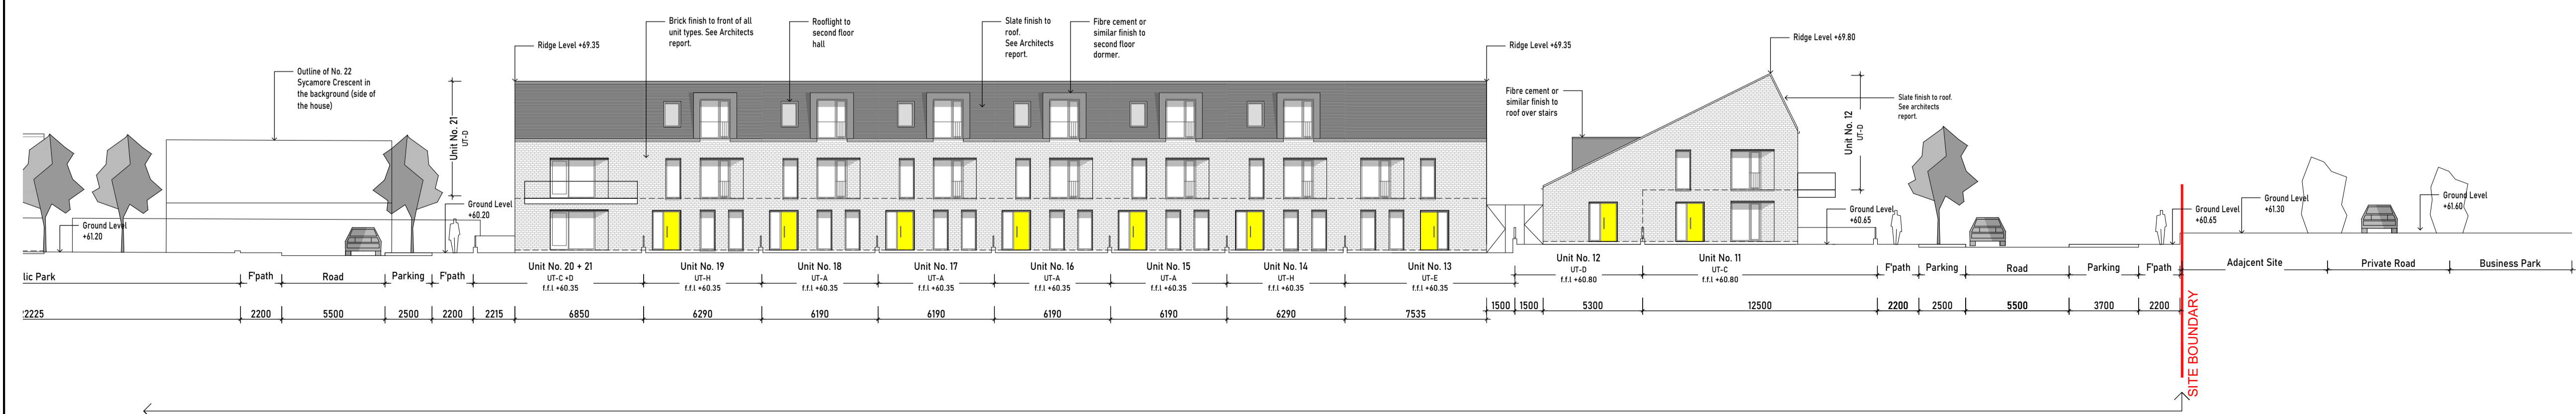 Outline of No. 22
Sycamore Crescent in
the background (side of
the house)
Ridge Level +69.35
Brick finish to front of all
unit types. See Architects
report.
Rooflight to
second floor
hall
Slate finish to
roof.
See Architects
report.
Fibre cement or
similar finish to
second floor
dormer.
Ridge Level +69.35
Fibre cement or
similar finish to
roof over stairs
Ridge Level +69.80
Slate finish to roof.
See architects
report.
Unit No. 21
UT-D
Unit No. 12
UT-D
Ground Level
+61.20
Ground Level
+60.20
Ground Level
+60.65
Ground Level
+60.65
Ground Level
+61.30
Ground Level
+61.60
lic Park
F'path
Road
Parking
F'path
Unit No. 20 + 21
UT-C +D
f.f.l +60.35
Unit No. 19
UT-H
f.f.l +60.35
Unit No. 18
UT-A
f.f.l +60.35
Unit No. 17
UT-A
f.f.l +60.35
Unit No. 16
UT-A
f.f.l +60.35
Unit No. 15
UT-A
f.f.l +60.35
Unit No. 14
UT-H
f.f.l +60.35
Unit No. 13
UT-E
f.f.l +60.35
Unit No. 12
UT-D
f.f.l +60.80
Unit No. 11
UT-C
f.f.l +60.80
F'path
Parking
Road
Parking
F'path
Adajcent Site
Private Road
Business Park
2225
2200
5500
2500
2200
2215
6850
6290
6190
6190
6190
6190
6290
7535
1500
1500
5300
12500
2200
2500
5500
3700
2200
SITE BOUNDARY